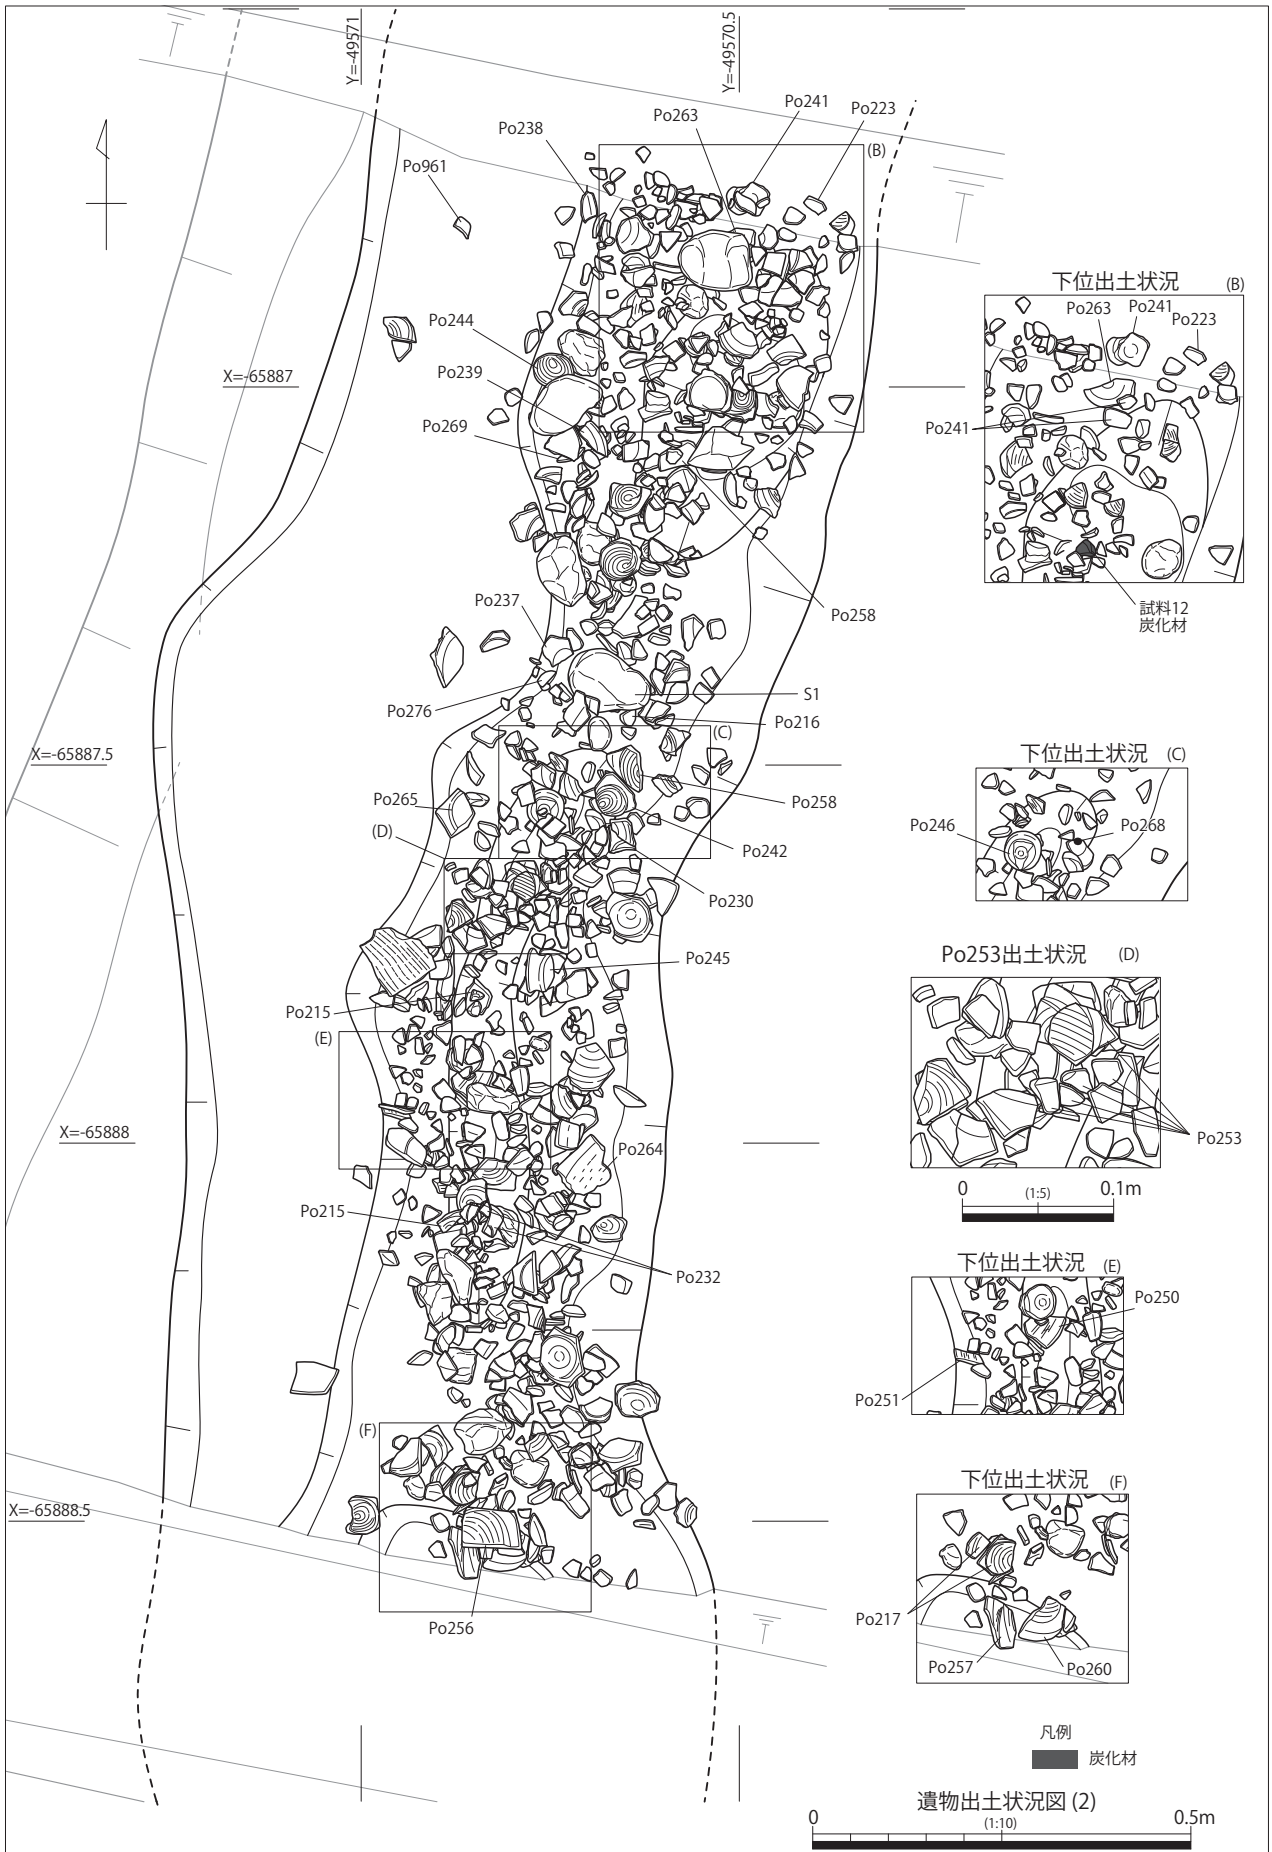 Y=-49571
Y=-49570.5
Po241
Po223
Po263
Po238
(B)
Po961
下位出土状況
(B)
Po263
Po241
Po223
Po244
X=-65887
Po239
Po269
Po241
試料12
炭化材
Po237
Po258
Po276
S1
Po216
(C)
X=-65887.5
下位出土状況
(C)
Po265
Po258
(D)
Po242
Po246
Po268
Po230
Po245
Po253出土状況
(D)
Po215
(E)
X=-65888
Po264
Po253
0
(1:5)
0.1m
Po215
Po232
下位出土状況
(E)
Po250
Po251
(F)
X=-65888.5
下位出土状況
(F)
Po217
Po256
Po257
Po260
凡例
炭化材
遺物出土状況図 (2)
0
(1:10)
0.5m